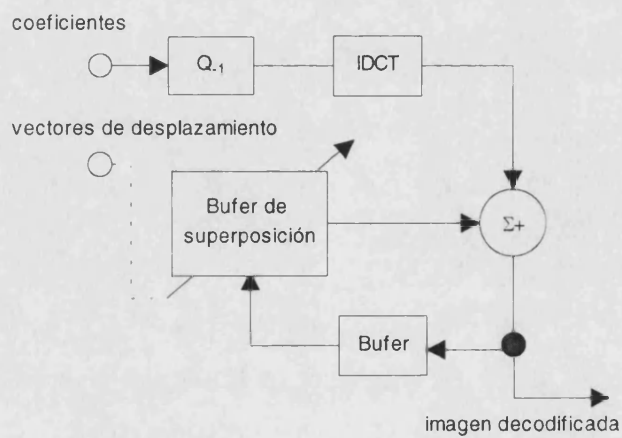 coeficientes
Q-1
IDCT
vectores de desplazamiento
Bufer de
superposición
Σ+
Bufer
imagen decodificada